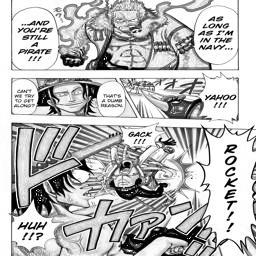 AS
LONG AS
I'M IN
THE
NAVY...
...AND
YOU'RE
STILL
A
PIRATE
!!!
YAHOO
!!!
THAT'S
A DUMB
REASON.
CAN'T
WE TRY
TO GET
ALONG?
ROCKET!!
GACK
!!!
HUH
!!?